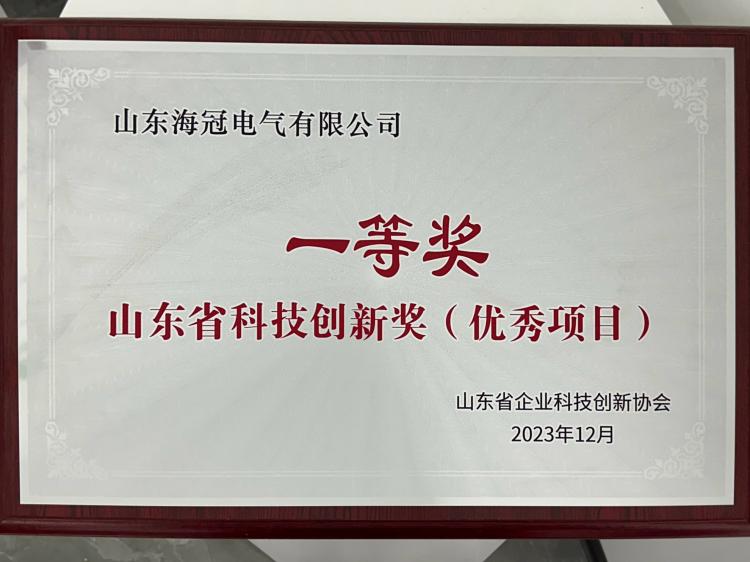 山东海冠电气有限公司
一等奖
山东省科技创新奖（优秀项目）
山东省企业科技创新协会
2023年12月